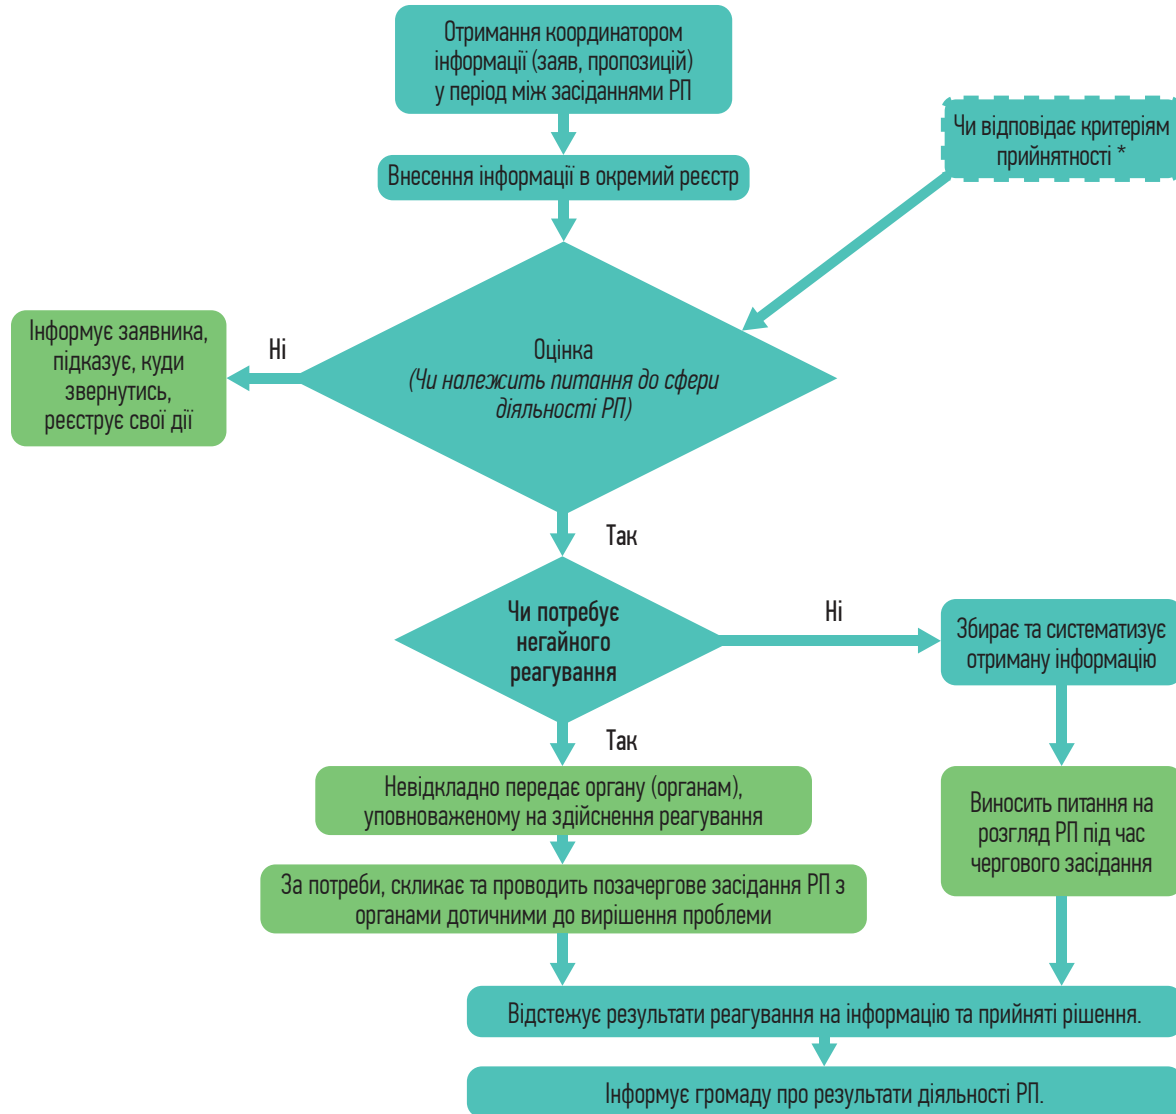 Отримання координатором
інформації (заяв, пропозицій)
у період між засіданнями РП
Чи відповідає критеріям
прийнятності *
Внесення інформації в окремий реєстр
Інформує заявника,
підказує, куди
звернутись,
реєструє свої дії
Ні
Оцінка
(Чи належить питання до сфери
діяльності РП)
Так
Чи потребує
негайного
реагування
Ні
Збирає та систематизує
отриману інформацію
Так
Невідкладно передає органу (органам),
уповноваженому на здійснення реагування
Виносить питання на
розгляд РП під час
чергового засідання
За потреби, скликає та проводить позачергове засідання РП з
органами дотичними до вирішення проблеми
Відстежує результати реагування на інформацію та прийняті рішення.
Інформує громаду про результати діяльності РП.